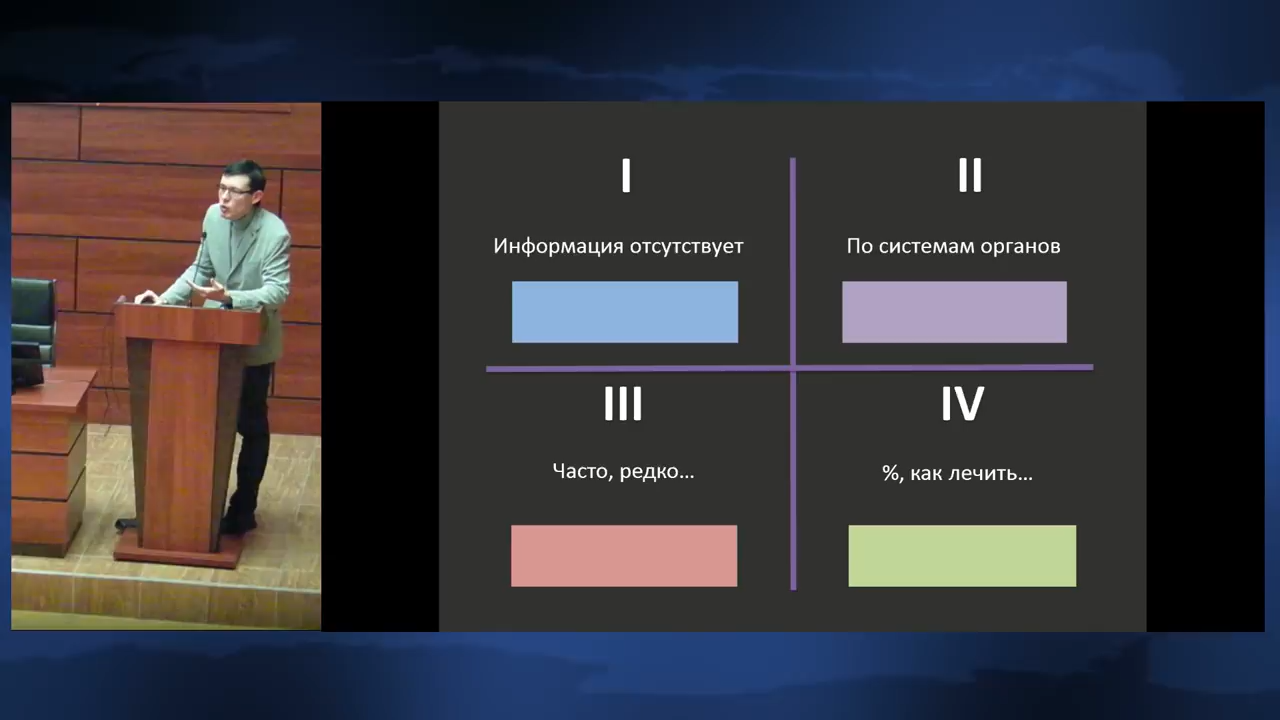 I
II
Информация отсутствует
По системам органов
III
IV
Часто, редко...
%, как лечить...